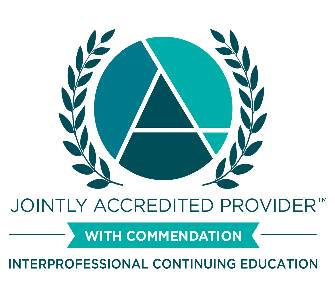 JOINTLY ACCREDITED PROVIDER™
WITH COMMENDATION
INTERPROFESSIONAL CONTINUING EDUCATION